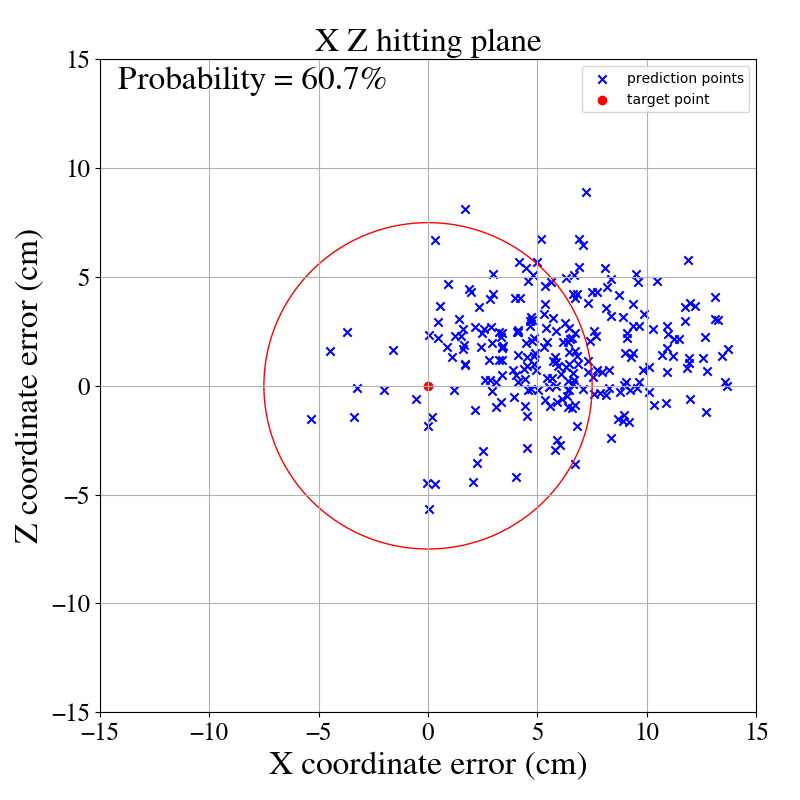 X Z hitting plane
Probability = 60.7%
prediction points
target point
Z coordinate error (cm)
15
10
5
0
−5
−10
−15
−15 −10 −5 0 5 10 15
X coordinate error (cm)